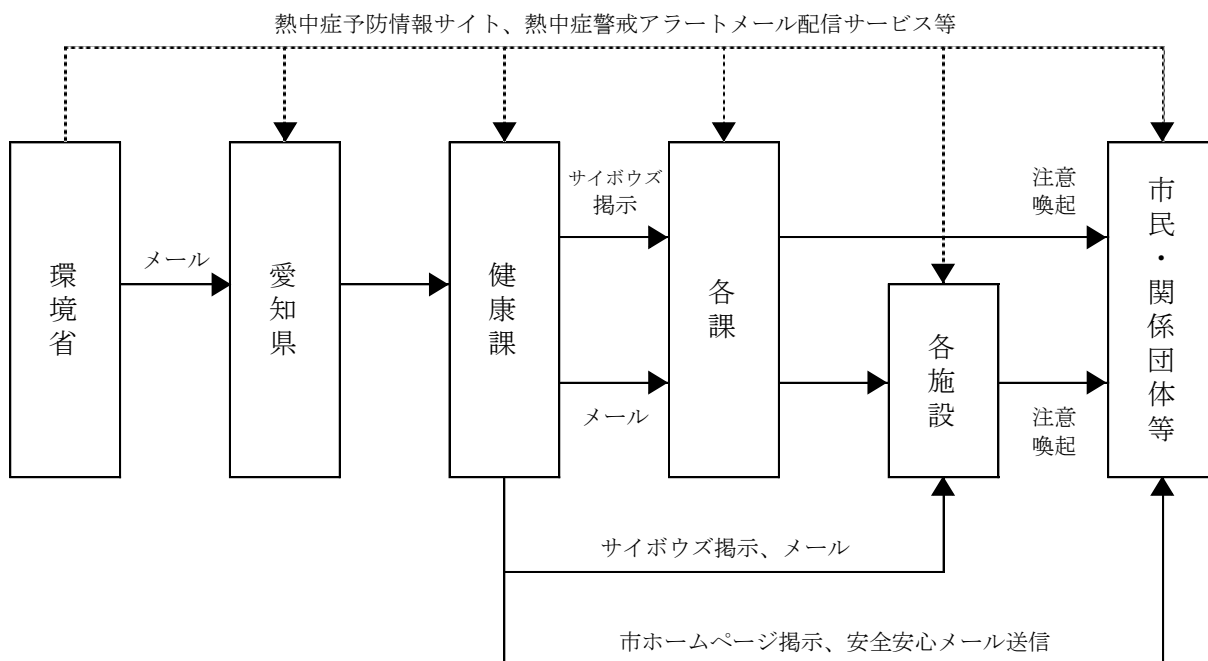 熱中症予防情報サイト、熱中症警戒アラートメール配信サービス等
環境省
メール
愛知県
健康課
サイボウズ
掲示
メール
各課
各施設
注意
喚起
注意
喚起
市民・関係団体等
サイボウズ掲示、メール
市ホームページ掲示、安全安心メール送信